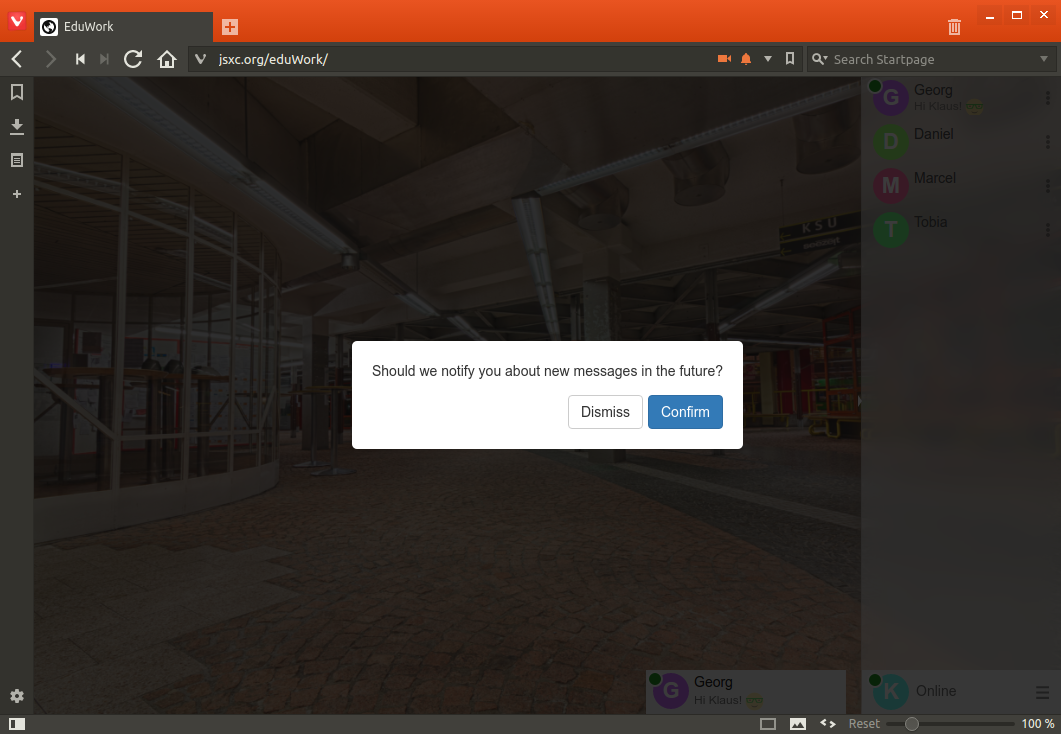 EduWork
jsxc.org/eduWork/
Search Startpage
G
Georg
Hi Klaus!
D
Daniel
M
Marcel
T
Tobia
KSU
Should we notify you about new messages in the future?
Dismiss
Confirm
G
Georg
Hi Klaus!
K
Online
Reset
100 %